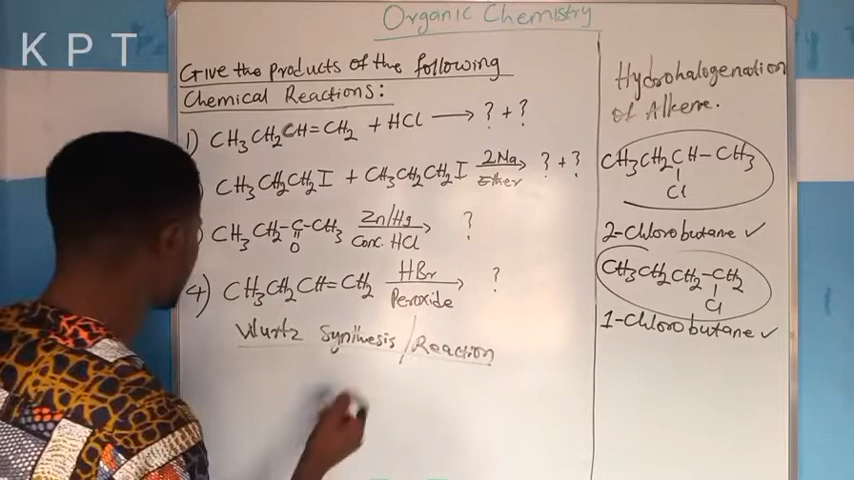 KPT
Organic Chemistry
Give the products of the following
Chemical Reactions:
1) CH3CH2CH=CH2 + HCl ⟶ ? + ?
) CH3CH2CH2I + CH3CH2CH2I 2Na Ether ⟶ ? + ?
) CH3CH2-C-CH3 Zn/Hg Conc. HCl ⟶ ?
O
4) CH3CH2CH=CH2 HBr Peroxide ⟶ ?
Wurtz Synthesis/Reaction
Hydrohalogenation
of Alkene.
CH3CH2CH-CH3
Cl
2-Chlorobutane ✓
CH3CH2CH2-CH2
Cl
1-Chlorobutane ✓